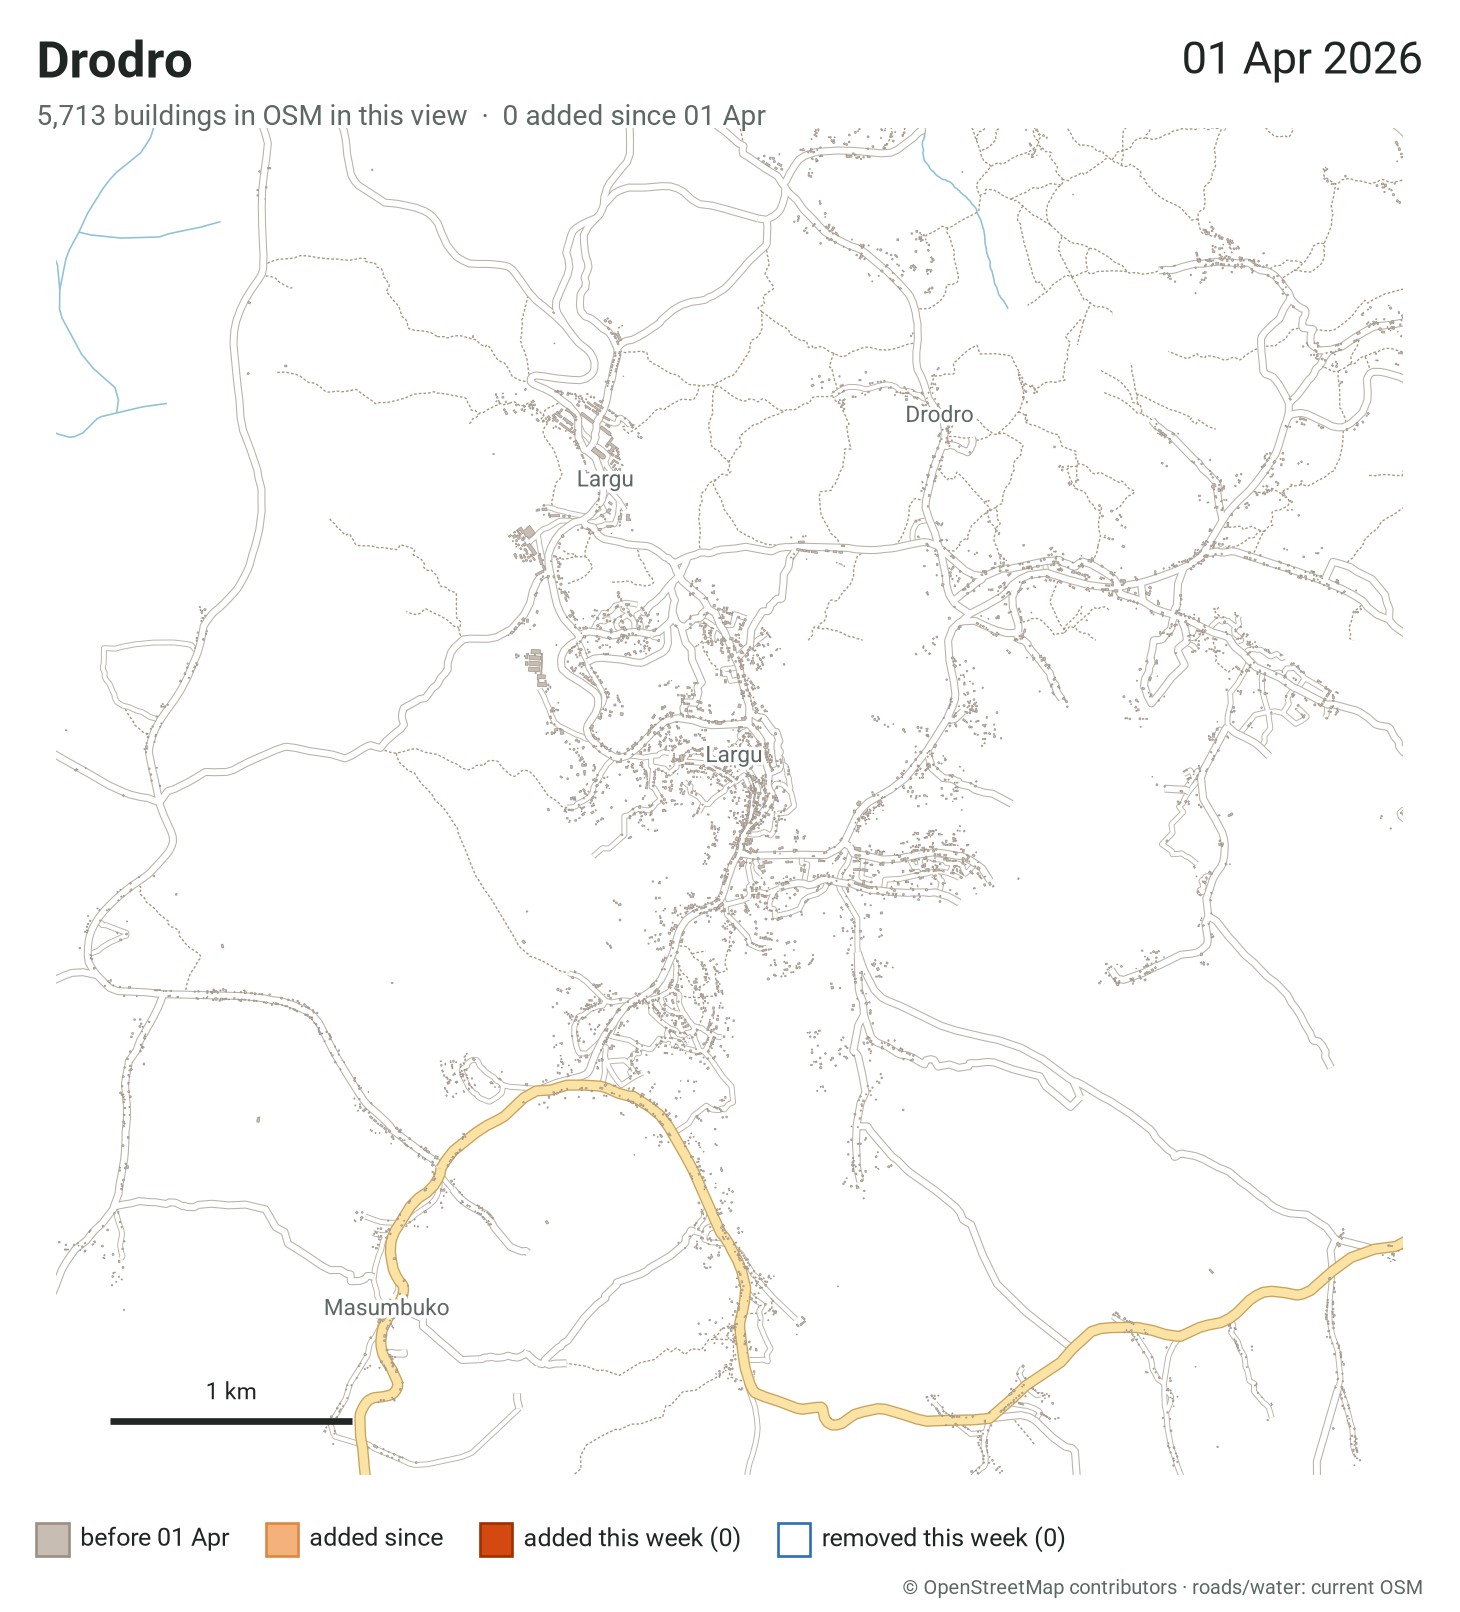 Drodro
01 Apr 2026
5,713 buildings in OSM in this view · 0 added since 01 Apr
Drodro
Largu
Largu
Masumbuko
1 km
before 01 Apr
added since
added this week (0)
removed this week (0)
© OpenStreetMap contributors · roads/water: current OSM